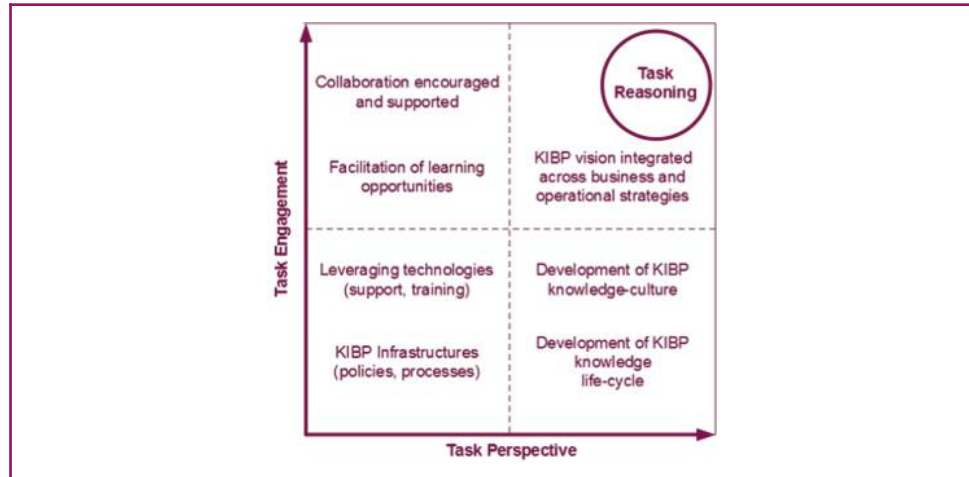 Task Engagement
Collaboration encouraged
and supported
Facilitation of learning
opportunities
Task
Reasoning
KIBP vision integrated
across business and
operational strategies
Leveraging technologies
(support, training)
KIBP Infrastructures
(policies, processes)
Development of KIBP
knowledge-culture
Development of KIBP
knowledge
life-cycle
Task Perspective